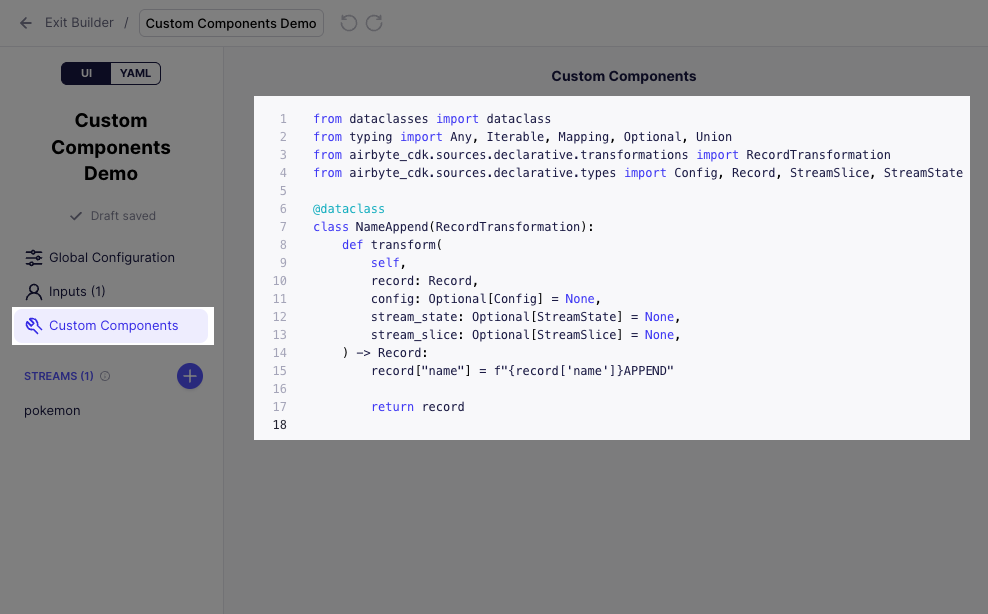 Exit Builder / Custom Components Demo
UI YAML
Custom Components Demo
Draft saved
Global Configuration
Inputs (1)
Custom Components
STREAMS (1)
pokemon
Custom Components
1 from dataclasses import dataclass
2 from typing import Any, Iterable, Mapping, Optional, Union
3 from airbyte_cdk.sources.declarative.transformations import RecordTransformation
4 from airbyte_cdk.sources.declarative.types import Config, Record, StreamSlice, StreamState
5
6 @dataclass
7 class NameAppend(RecordTransformation):
8     def transform(
9         self,
10         record: Record,
11         config: Optional[Config] = None,
12         stream_state: Optional[StreamState] = None,
13         stream_slice: Optional[StreamSlice] = None,
14     ) -> Record:
15         record["name"] = f"{record['name']}APPEND"
16
17         return record
18